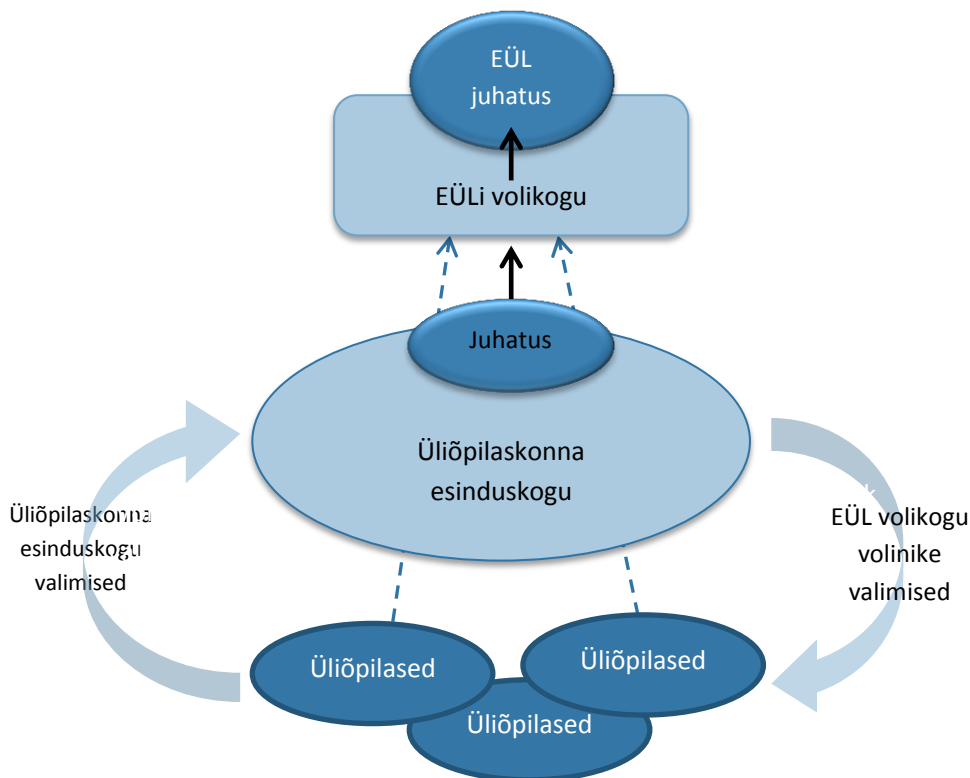 EÜL
juhatus
EÜLi volikogu
Juhatus
Üliõpilaskonna
esinduskogu
Üliõpilaskonna
esinduskogu
valimised
EÜL volikogu
volinike
valimised
Üliõpilased
Üliõpilased
Üliõpilased